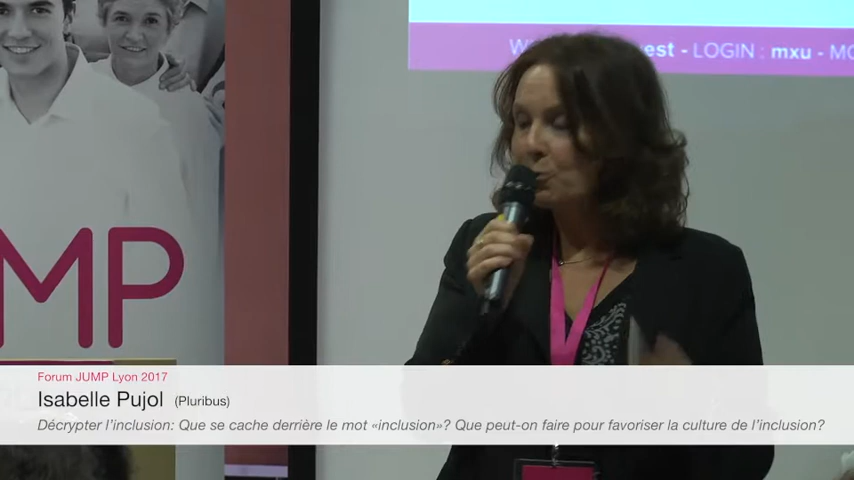 est - LOGIN : mxu - MO
MP
Forum JUMP Lyon 2017
Isabelle Pujol (Pluribus)
Décrypter l'inclusion: Que se cache derrière le mot «inclusion»? Que peut-on faire pour favoriser la culture de l'inclusion?